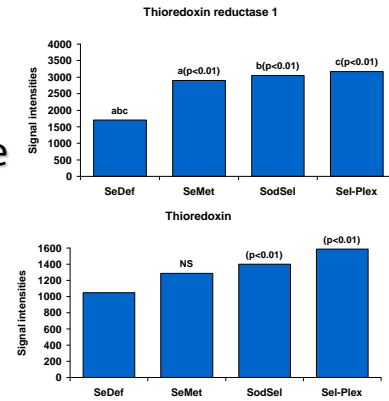 Thioredoxin reductase 1
Signal intensities
4000
3500
3000
2500
2000
1500
1000
500
0
abc
a(p<0.01)
b(p<0.01)
c(p<0.01)
SeDef SeMet SodSel Sel-Plex
e
Thioredoxin
Signal intensities
1600
1400
1200
1000
800
600
400
200
0
NS
(p<0.01)
(p<0.01)
SeDef SeMet SodSel Sel-Plex